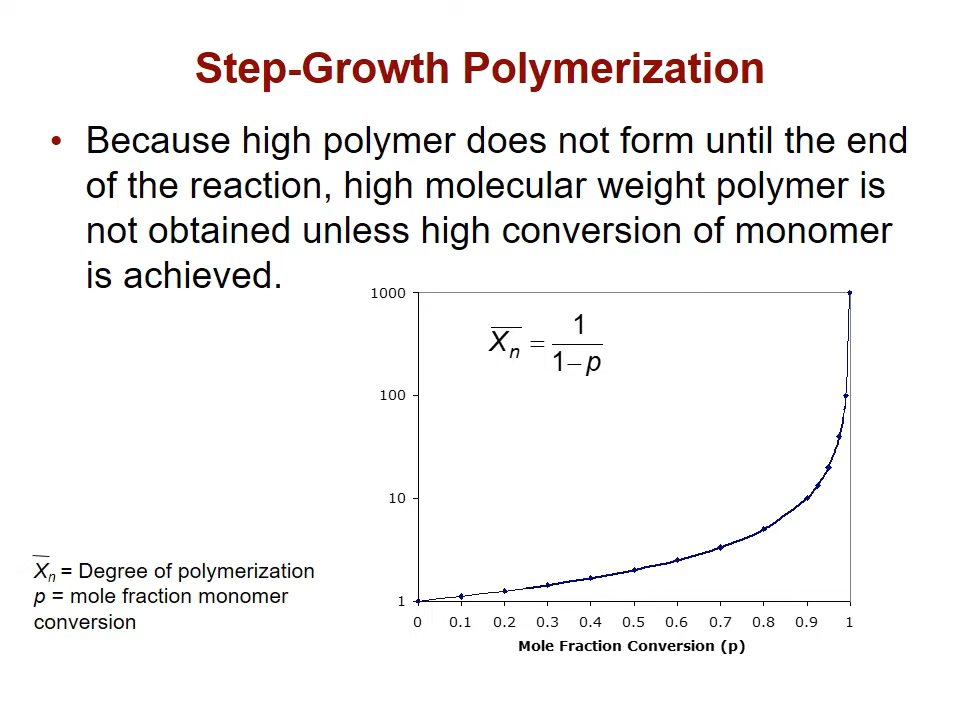 Step-Growth Polymerization
• Because high polymer does not form until the end
of the reaction, high molecular weight polymer is
not obtained unless high conversion of monomer
is achieved.
1000
100
10
1
X̅n = 1 / 1 – p
0 0.1 0.2 0.3 0.4 0.5 0.6 0.7 0.8 0.9 1
Mole Fraction Conversion (p)
X̅n = Degree of polymerization
p = mole fraction monomer
conversion